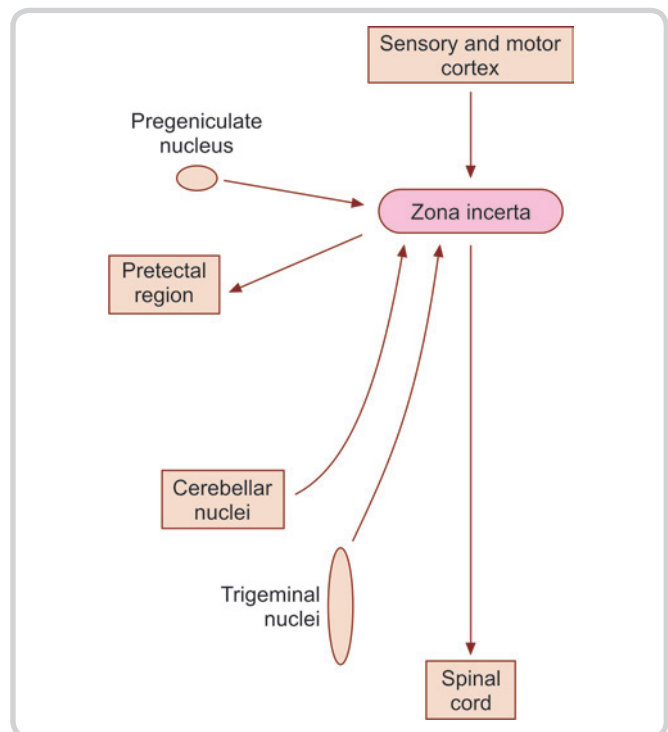 Sensory and motor
cortex
Pregeniculate
nucleus
Zona incerta
Pretectal
region
Cerebellar
nuclei
Trigeminal
nuclei
Spinal
cord